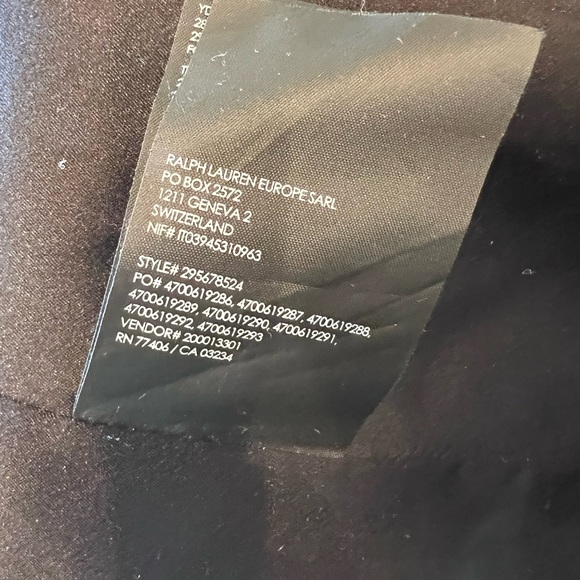 RALPH LAUREN EUROPE SARL
PO BOX 2572
1211 GENEVA 2
SWITZERLAND
NIF# IT03945310963
STYLE# 295678524
PO# 4700619286, 4700619287, 4700619288,
4700619289, 4700619290, 4700619291,
4700619292, 4700619293
VENDOR# 200013301
RN 77406 / CA 03234